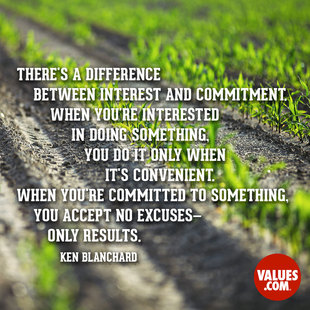 THERE'S A DIFFERENCE
BETWEEN INTEREST AND COMMITMENT.
WHEN YOU'RE INTERESTED
IN DOING SOMETHING,
YOU DO IT ONLY WHEN
IT'S CONVENIENT.
WHEN YOU'RE COMMITTED TO SOMETHING,
YOU ACCEPT NO EXCUSES–
ONLY RESULTS.
KEN BLANCHARD
VALUES
.COM